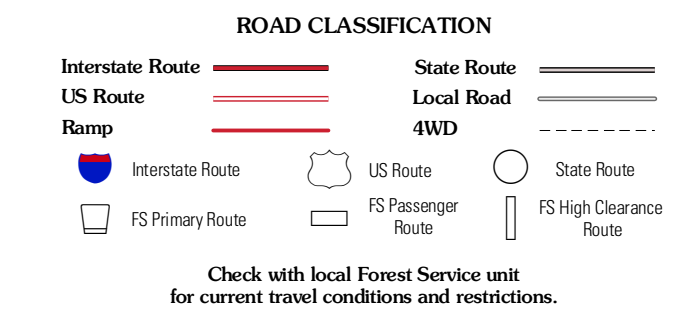 ROAD CLASSIFICATION
Interstate Route
State Route
US Route
Local Road
Ramp
4WD
Interstate Route
US Route
State Route
FS Primary Route
FS Passenger
Route
FS High Clearance
Route
Check with local Forest Service unit
for current travel conditions and restrictions.